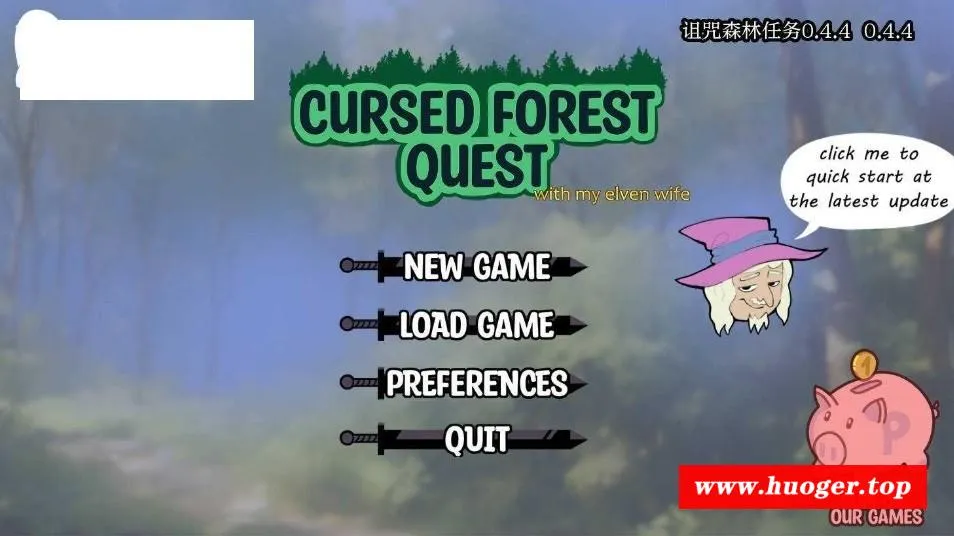 诅咒森林任务0.4.4 0.4.4
CURSED FOREST
QUEST
with my elven wife
click me to
quick start at
the latest update
NEW GAME
LOAD GAME
PREFERENCES
QUIT
1
P
www.huoger.top
OUR GAMES